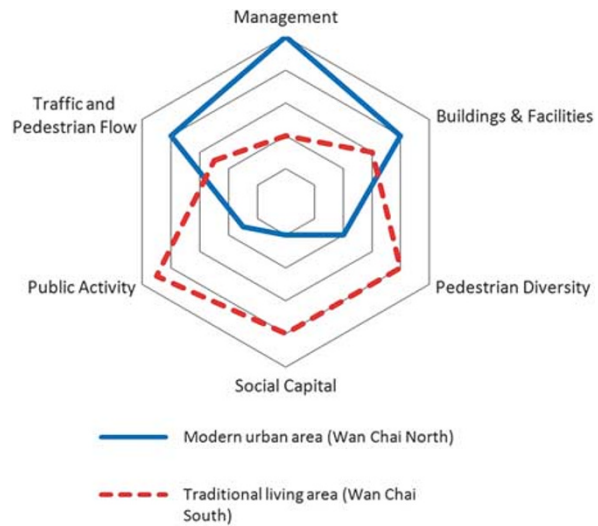 Management
Traffic and
Pedestrian Flow
Buildings & Facilities
Public Activity
Pedestrian Diversity
Social Capital
Modern urban area (Wan Chai North)
Traditional living area (Wan Chai
South)